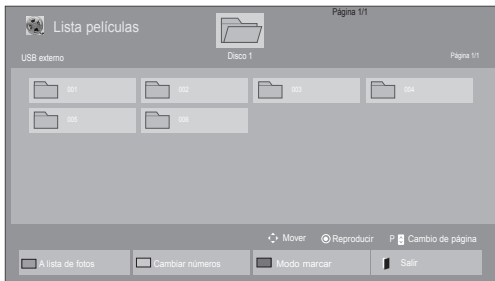 Página 1/1
Lista películas
USB externo
Disco 1
Página 1/1
001
002
003
004
005
006
Mover
Reproducir
P
Cambio de página
A lista de fotos
Cambiar números
Modo marcar
Salir